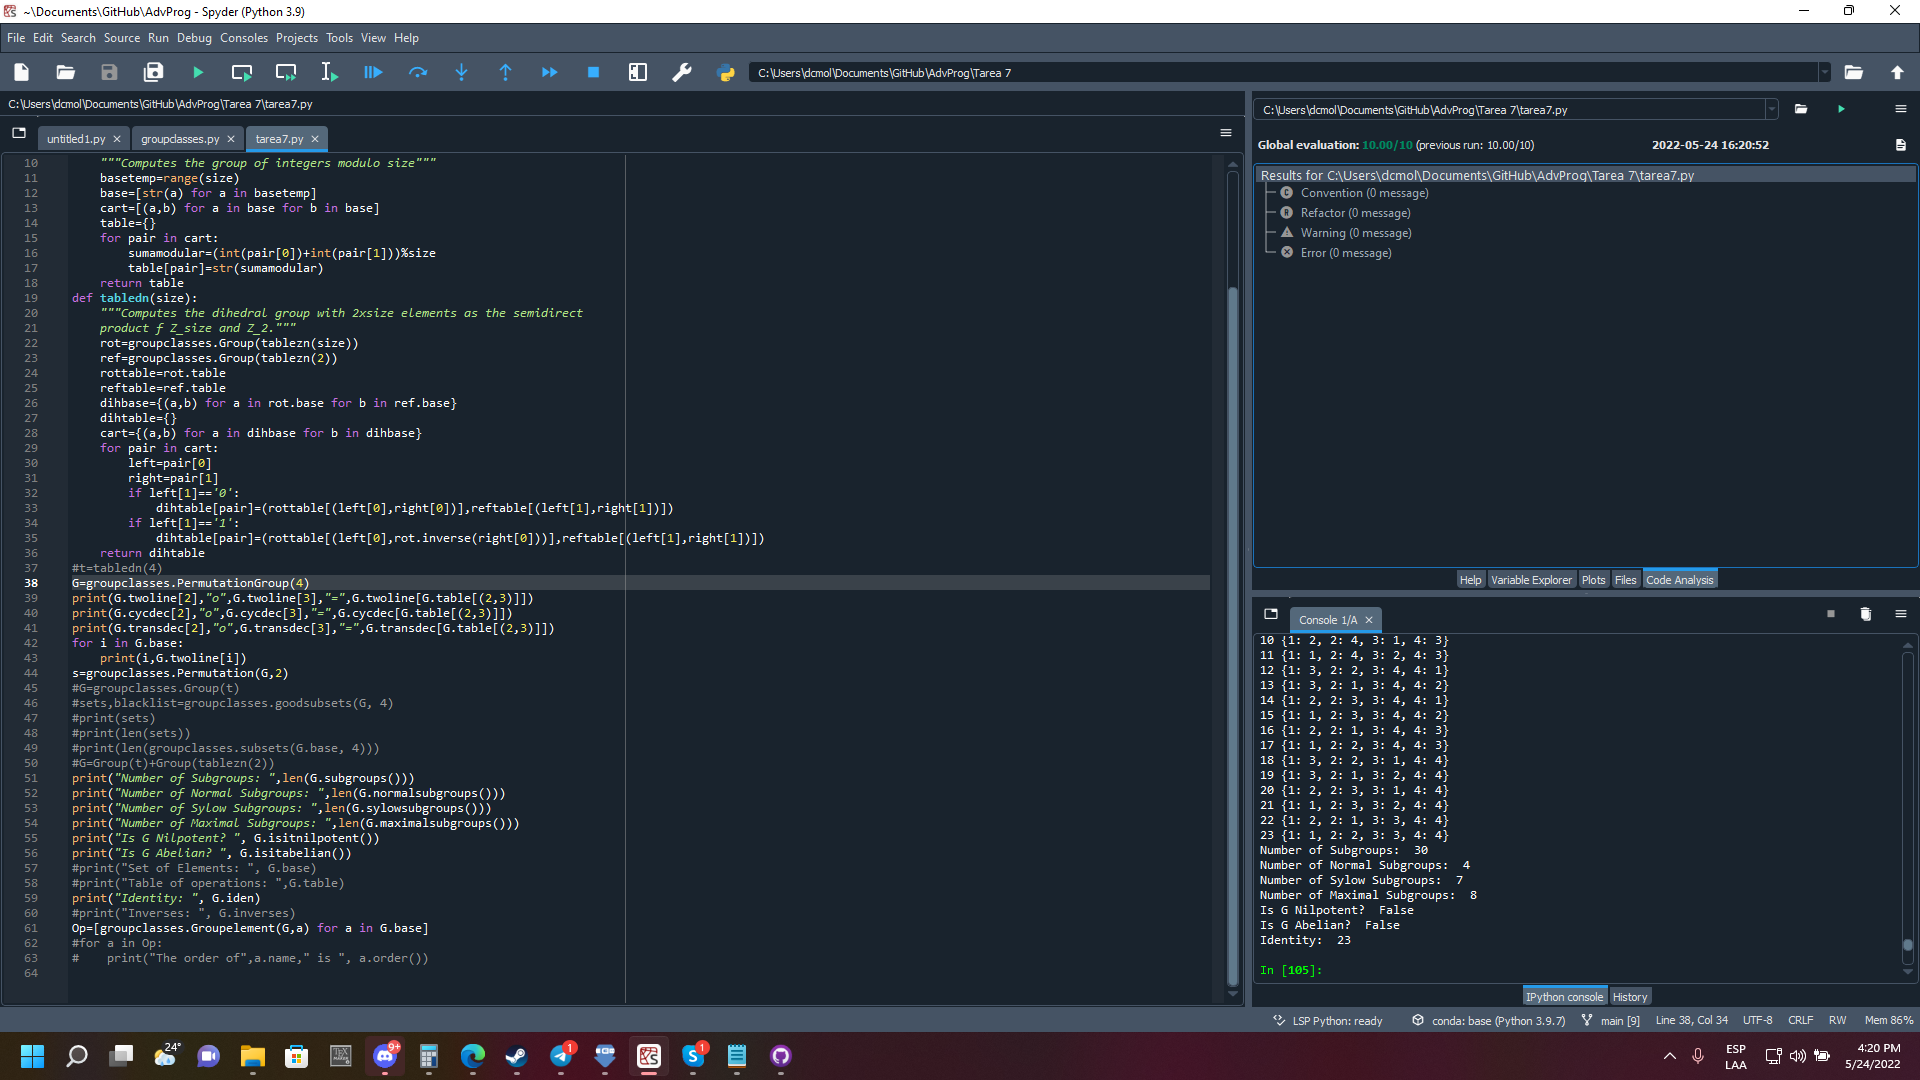 ~\Documents\GitHub\AdvProg - Spyder (Python 3.9)
File Edit Search Source Run Debug Consoles Projects Tools View Help
C:\Users\dcmol\Documents\GitHub\AdvProg\Tarea 7
C:\Users\dcmol\Documents\GitHub\AdvProg\Tarea 7\tarea7.py
untitled1.py groupclasses.py tarea7.py
10 """Computes the group of integers modulo size"""
11 basetemp=range(size)
12 base=[str(a) for a in basetemp]
13 cart=[(a,b) for a in base for b in base]
14 table={}
15 for pair in cart:
16 sumamodular=(int(pair[0])+int(pair[1]))%size
17 table[pair]=str(sumamodular)
18 return table
19 def tabledn(size):
20 """Computes the dihedral group with 2xsize elements as the semidirect
21 product ƒ Z_size and Z_2."""
22 rot=groupclasses.Group(tablezn(size))
23 ref=groupclasses.Group(tablezn(2))
24 rottable=rot.table
25 reftable=ref.table
26 dihbase={(a,b) for a in rot.base for b in ref.base}
27 dihtable={}
28 cart={(a,b) for a in dihbase for b in dihbase}
29 for pair in cart:
30 left=pair[0]
31 right=pair[1]
32 if left[1]=='0':
33 dihtable[pair]=(rottable[(left[0],right[0])],reftable[(left[1],right[1])])
34 if left[1]=='1':
35 dihtable[pair]=(rottable[(left[0],rot.inverse(right[0]))],reftable[(left[1],right[1])])
36 return dihtable
37 #t=tabledn(4)
38 G=groupclasses.PermutationGroup(4)
39 print(G.twoline[2],"o",G.twoline[3],"=",G.twoline[G.table[(2,3)]])
40 print(G.cycdec[2],"o",G.cycdec[3],"=",G.cycdec[G.table[(2,3)]])
41 print(G.transdec[2],"o",G.transdec[3],"=",G.transdec[G.table[(2,3)]])
42 for i in G.base:
43 print(i,G.twoline[i])
44 s=groupclasses.Permutation(G,2)
45 #G=groupclasses.Group(t)
46 #sets,blacklist=groupclasses.goodsubsets(G, 4)
47 #print(sets)
48 #print(len(sets))
49 #print(len(groupclasses.subsets(G.base, 4)))
50 #G=Group(t)+Group(tablezn(2))
51 print("Number of Subgroups: ",len(G.subgroups()))
52 print("Number of Normal Subgroups: ",len(G.normalsubgroups()))
53 print("Number of Sylow Subgroups: ",len(G.sylowsubgroups()))
54 print("Number of Maximal Subgroups: ",len(G.maximalsubgroups()))
55 print("Is G Nilpotent? ", G.isitnilpotent())
56 print("Is G Abelian? ", G.isitabelian())
57 #print("Set of Elements: ", G.base)
58 #print("Table of operations: ",G.table)
59 print("Identity: ", G.iden)
60 #print("Inverses: ", G.inverses)
61 Op=[groupclasses.Groupelement(G,a) for a in G.base]
62 #for a in Op:
63 # print("The order of",a.name," is ", a.order())
64
C:\Users\dcmol\Documents\GitHub\AdvProg\Tarea 7\tarea7.py
Global evaluation: 10.00/10 (previous run: 10.00/10) 2022-05-24 16:20:52
Results for C:\Users\dcmol\Documents\GitHub\AdvProg\Tarea 7\tarea7.py
Convention (0 message)
Refactor (0 message)
Warning (0 message)
Error (0 message)
Help Variable Explorer Plots Files Code Analysis
Console 1/A
10 {1: 2, 2: 4, 3: 1, 4: 3}
11 {1: 1, 2: 4, 3: 2, 4: 3}
12 {1: 3, 2: 2, 3: 4, 4: 1}
13 {1: 3, 2: 1, 3: 4, 4: 2}
14 {1: 2, 2: 3, 3: 4, 4: 1}
15 {1: 1, 2: 3, 3: 4, 4: 2}
16 {1: 2, 2: 1, 3: 4, 4: 3}
17 {1: 1, 2: 2, 3: 4, 4: 3}
18 {1: 3, 2: 2, 3: 1, 4: 4}
19 {1: 3, 2: 1, 3: 2, 4: 4}
20 {1: 2, 2: 3, 3: 1, 4: 4}
21 {1: 1, 2: 3, 3: 2, 4: 4}
22 {1: 2, 2: 1, 3: 3, 4: 4}
23 {1: 1, 2: 2, 3: 3, 4: 4}
Number of Subgroups:  30
Number of Normal Subgroups:  4
Number of Sylow Subgroups:  7
Number of Maximal Subgroups:  8
Is G Nilpotent?  False
Is G Abelian?  False
Identity:  23
In [105]:
IPython console History
LSP Python: ready conda: base (Python 3.9.7) main [9] Line 38, Col 34 UTF-8 CRLF RW Mem 86%
24° 9+ 1 1
ESP
LAA
4:20 PM
5/24/2022